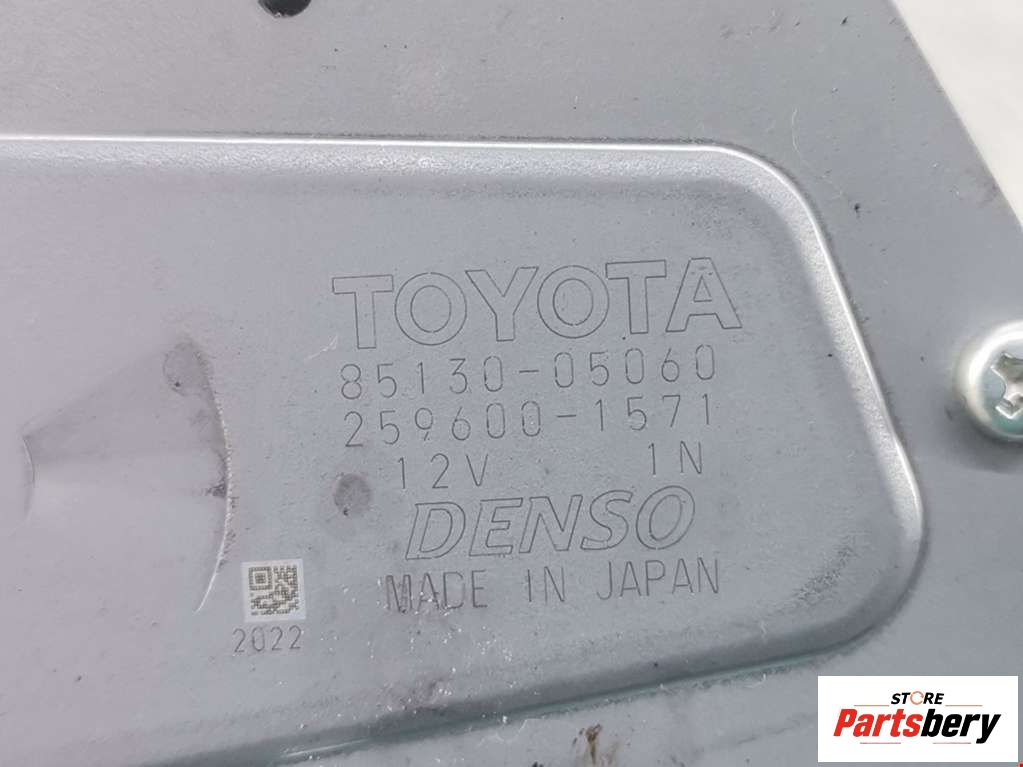 TOYOTA
85130-05060
259600-1571
12V 1N
DENSO
MADE IN JAPAN
2022
STORE
Partsbery